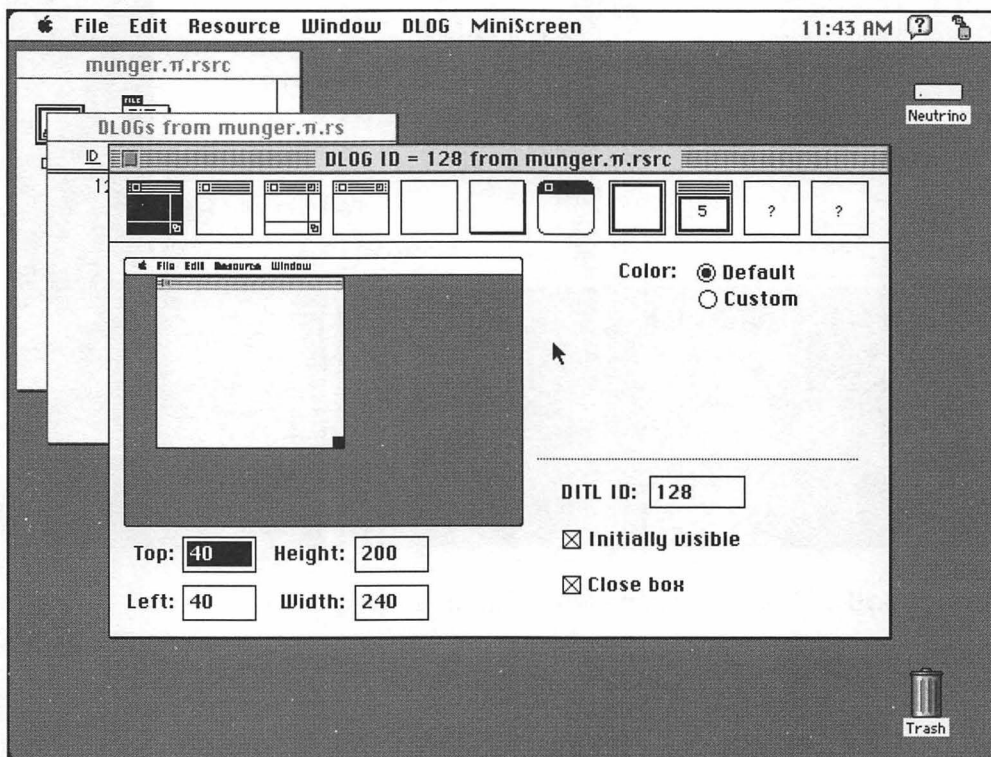 File Edit Resource Window DLOG MiniScreen 11:43 AM
munger.π.rsrc
FILE
Neutrino
DLOGs from munger.π.rs
ID
12
DLOG ID = 128 from munger.π.rsrc
5 ? ?
File Edit Resource Window
Color: Default
Custom
DITL ID: 128
Initially visible
Close box
Top: 40 Height: 200
Left: 40 Width: 240
Trash